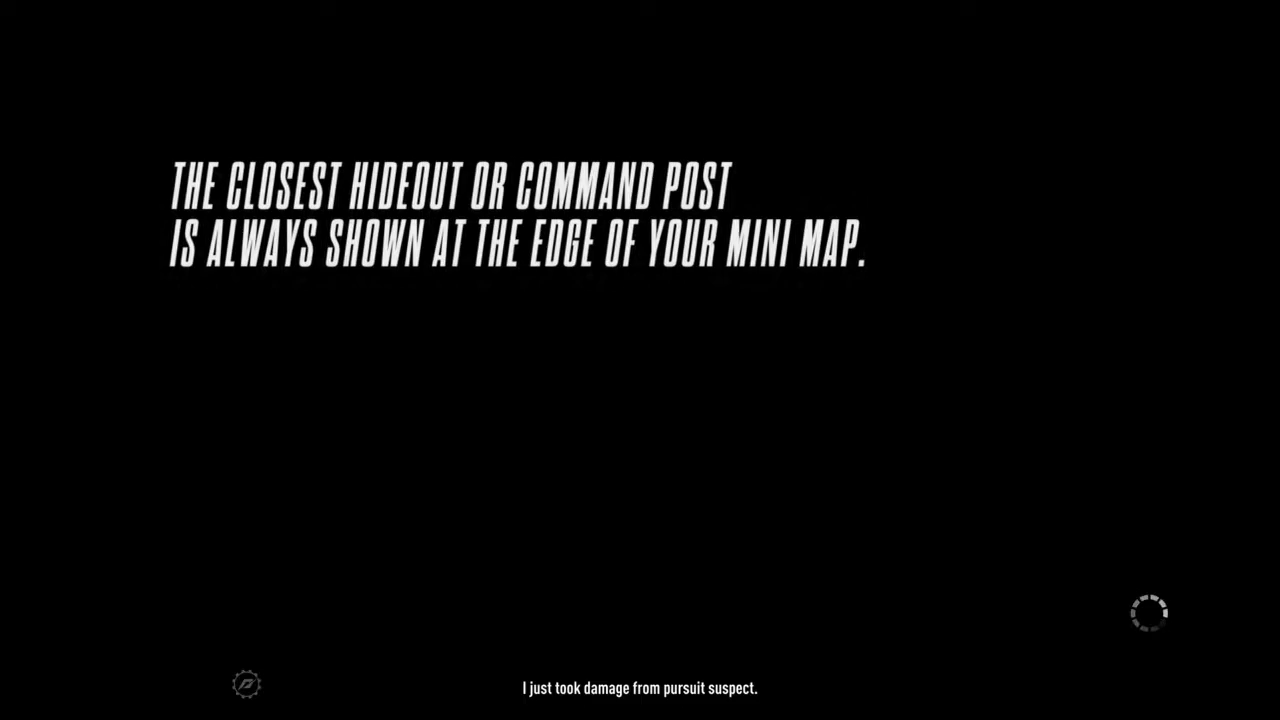 THE CLOSEST HIDEOUT OR COMMAND POST
IS ALWAYS SHOWN AT THE EDGE OF YOUR MINI MAP.
I just took damage from pursuit suspect.